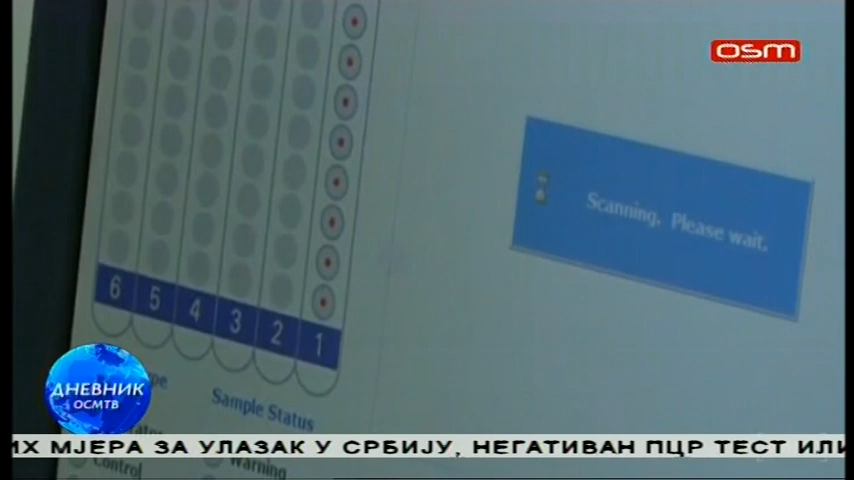 OSM
Scanning. Please wait.
6 5 4 3 2 1
Sample Status
Control
Warning
ДНЕВНИК
ОСМТВ
ИХ МЈЕРА ЗА УЛАЗАК У СРБИЈУ, НЕГАТИВАН ПЦР ТЕСТ ИЛИ